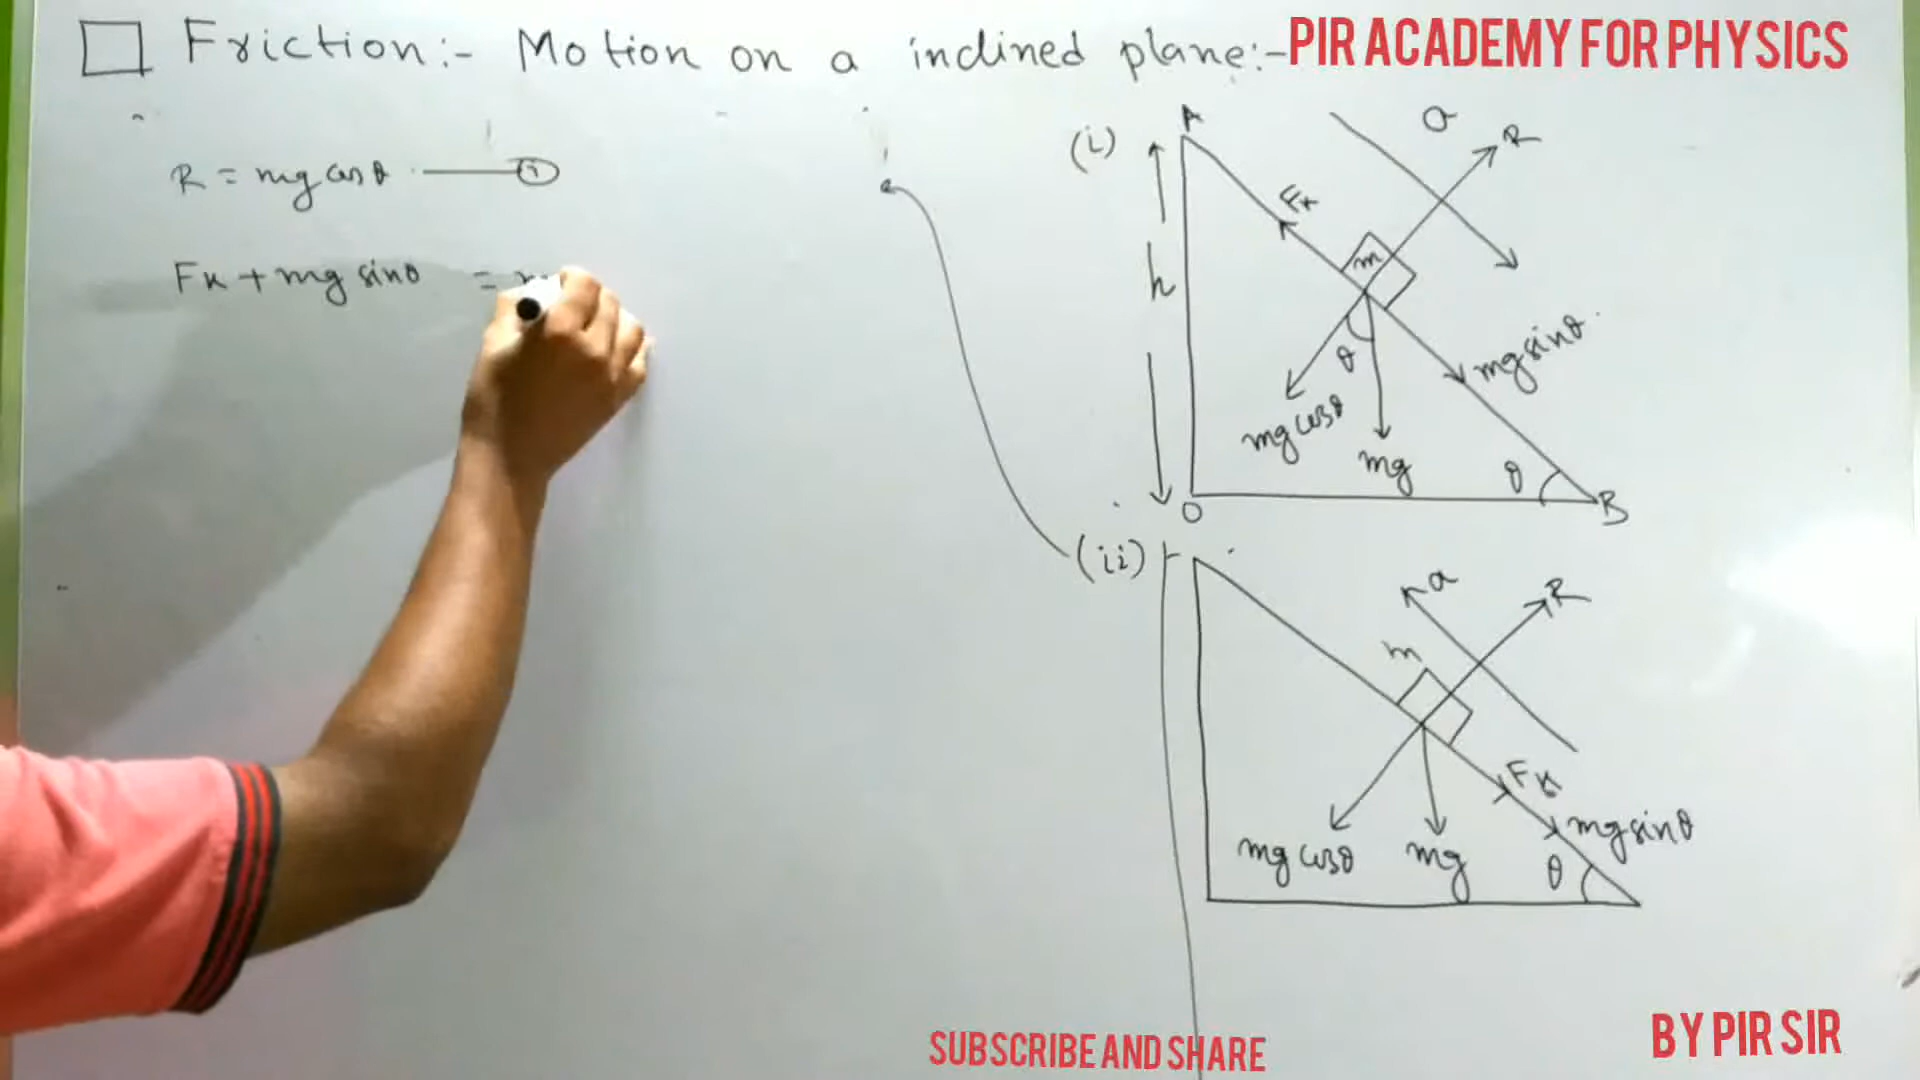 Friction:- Motion on a inclined plane:-
PIR ACADEMY FOR PHYSICS
R = mg cos θ
Fk + mg sin θ =
(i)
A
a
R
Fk
m
h
mg sin θ
θ
mg cos θ
mg
θ
O
B
(ii)
a
R
m
Fk
mg sin θ
mg cos θ
mg
θ
SUBSCRIBE AND SHARE
BY PIR SIR